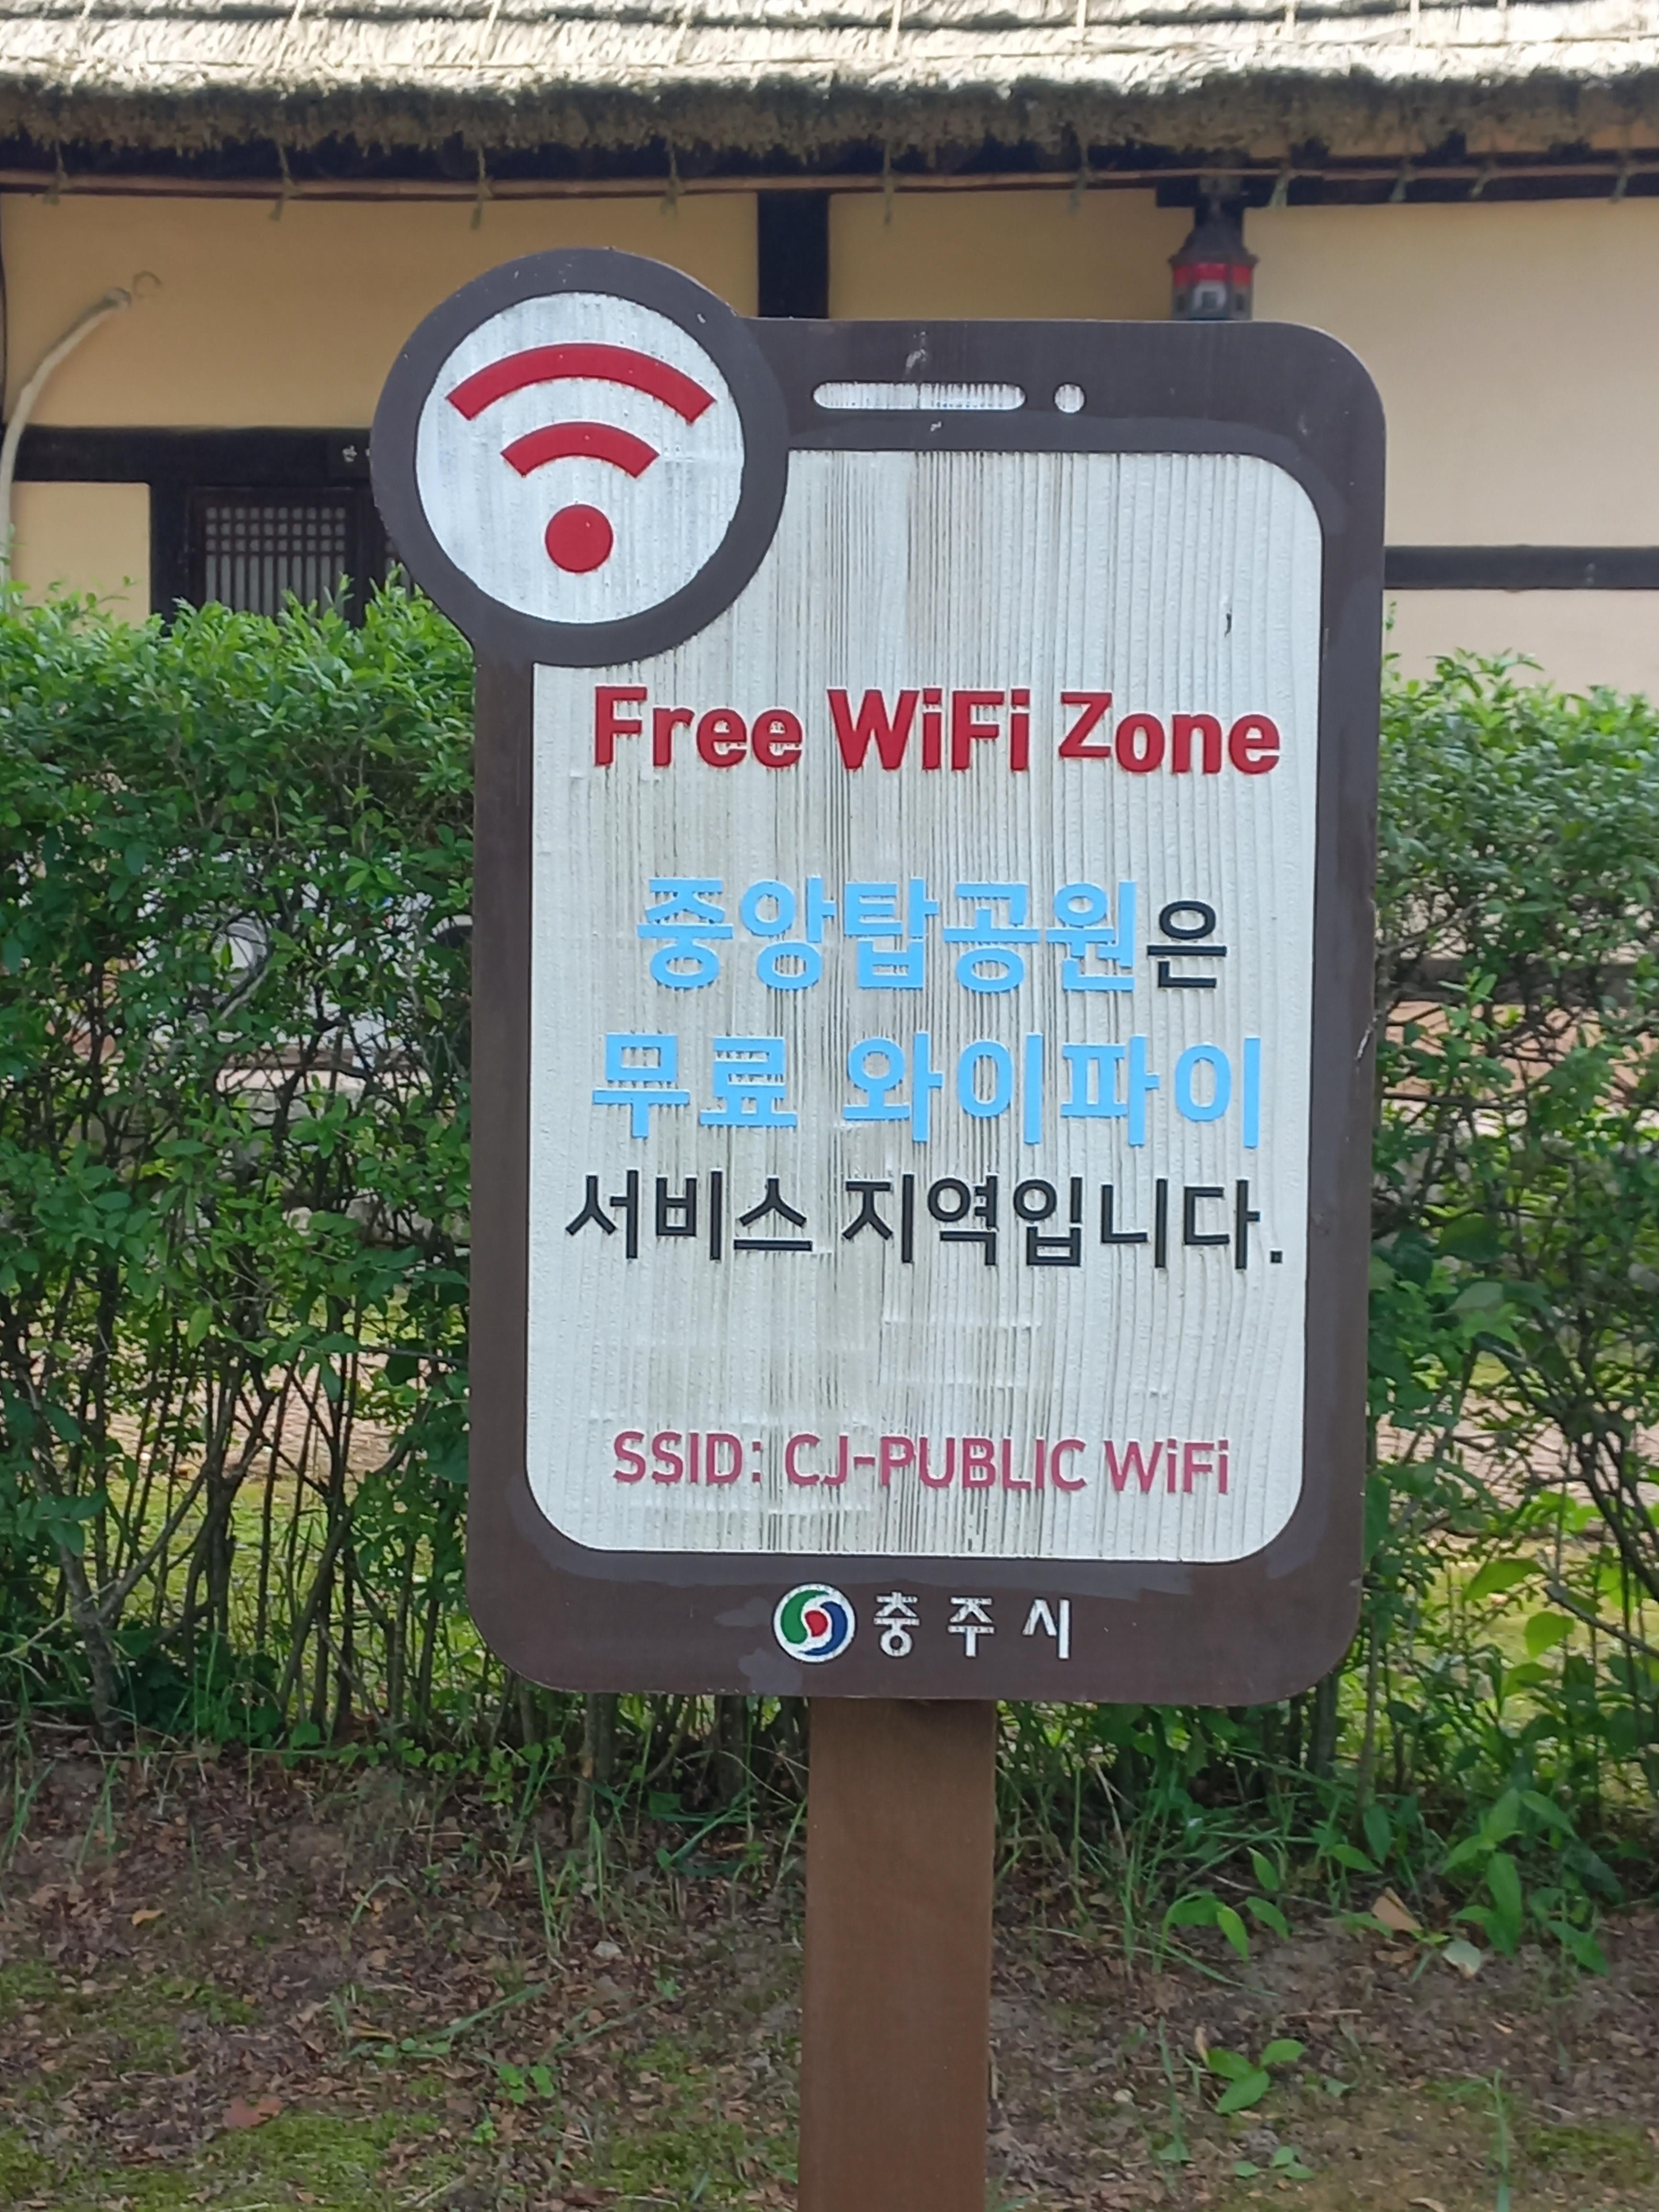 Free WiFi Zone
중앙탑공원은
무료 와이파이
서비스 지역입니다.
SSID: CJ-PUBLIC WiFi
충주시